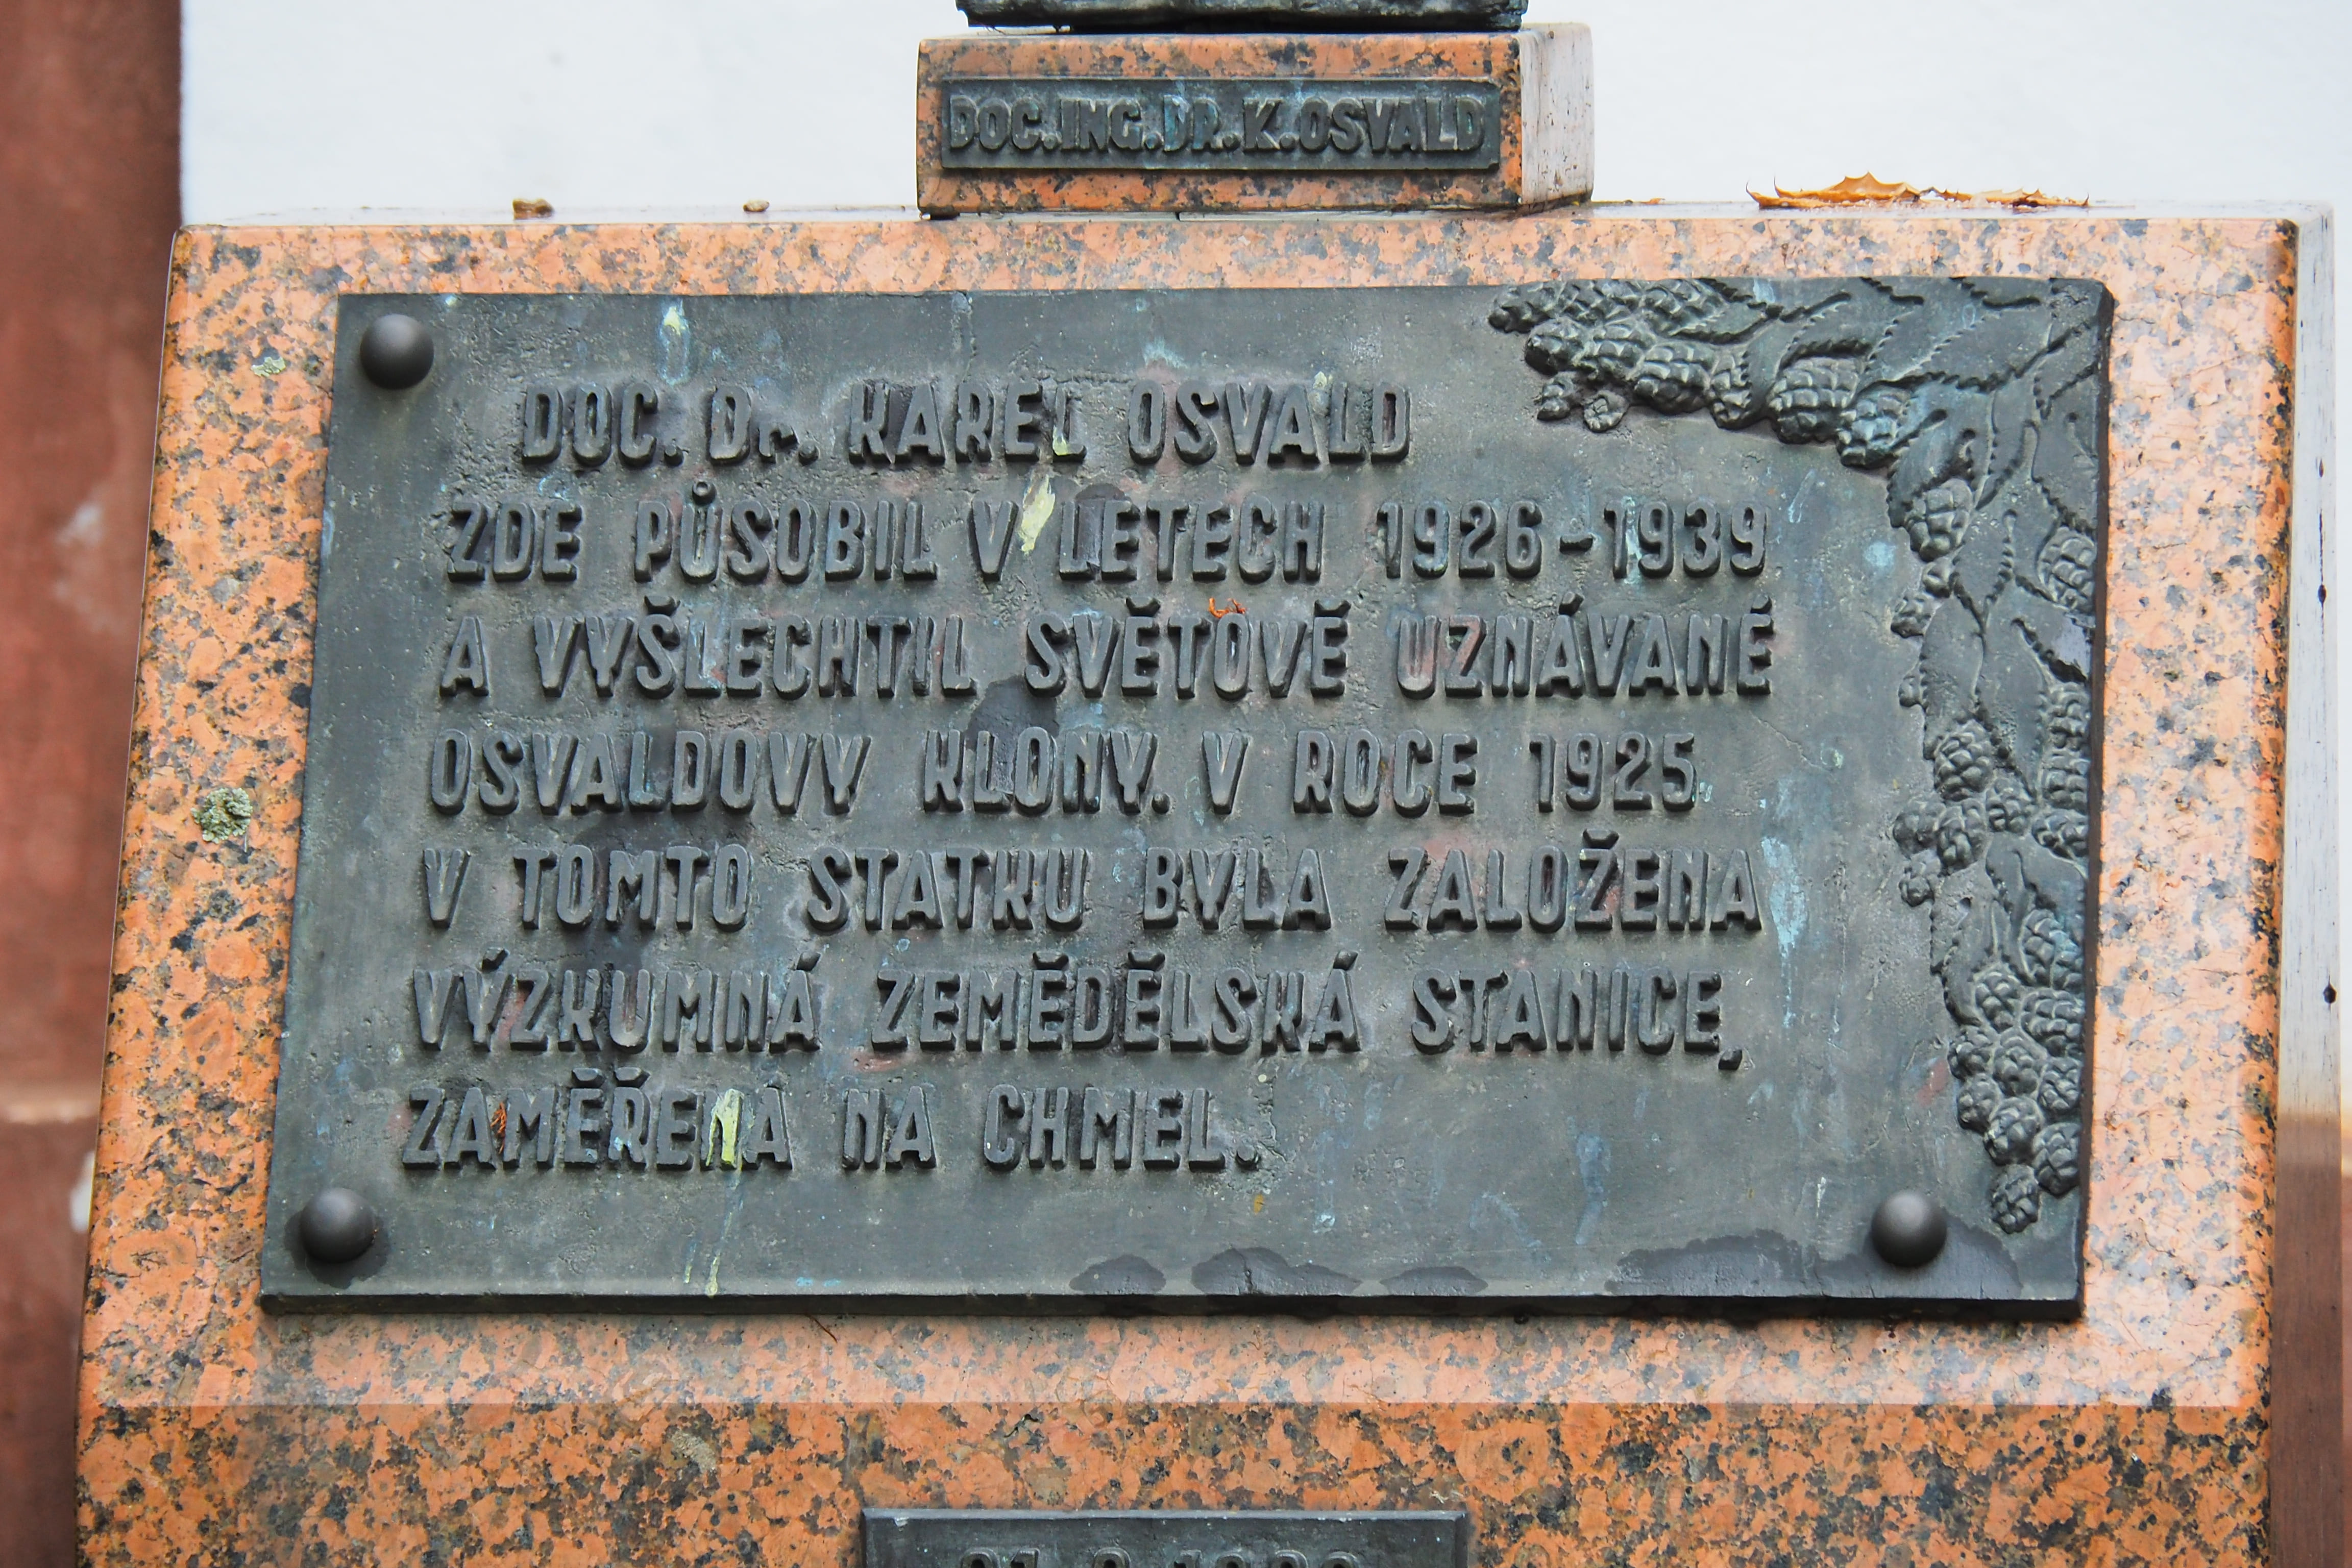 DOC.ING.DR.K.OSVALD
DOC. Dr. KAREL OSVALD
ZDE PŮSOBIL V LETECH 1926-1939
A VYŠLECHTIL SVĚTOVĚ UZNÁVANÉ
OSVALDOVY KLONY. V ROCE 1925
V TOMTO STATKU BYLA ZALOŽENA
VÝZKUMNÁ ZEMĚDĚLSKÁ STANICE,
ZAMĚŘENÁ NA CHMEL.